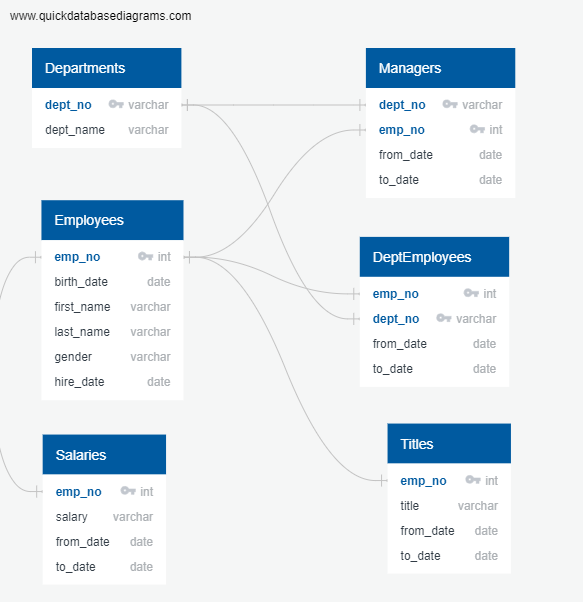 www.quickdatabasediagrams.com
Departments
dept_no varchar
dept_name varchar
Managers
dept_no varchar
emp_no int
from_date date
to_date date
Employees
emp_no int
birth_date date
first_name varchar
last_name varchar
gender varchar
hire_date date
DeptEmployees
emp_no int
dept_no varchar
from_date date
to_date date
Salaries
emp_no int
salary varchar
from_date date
to_date date
Titles
emp_no int
title varchar
from_date date
to_date date